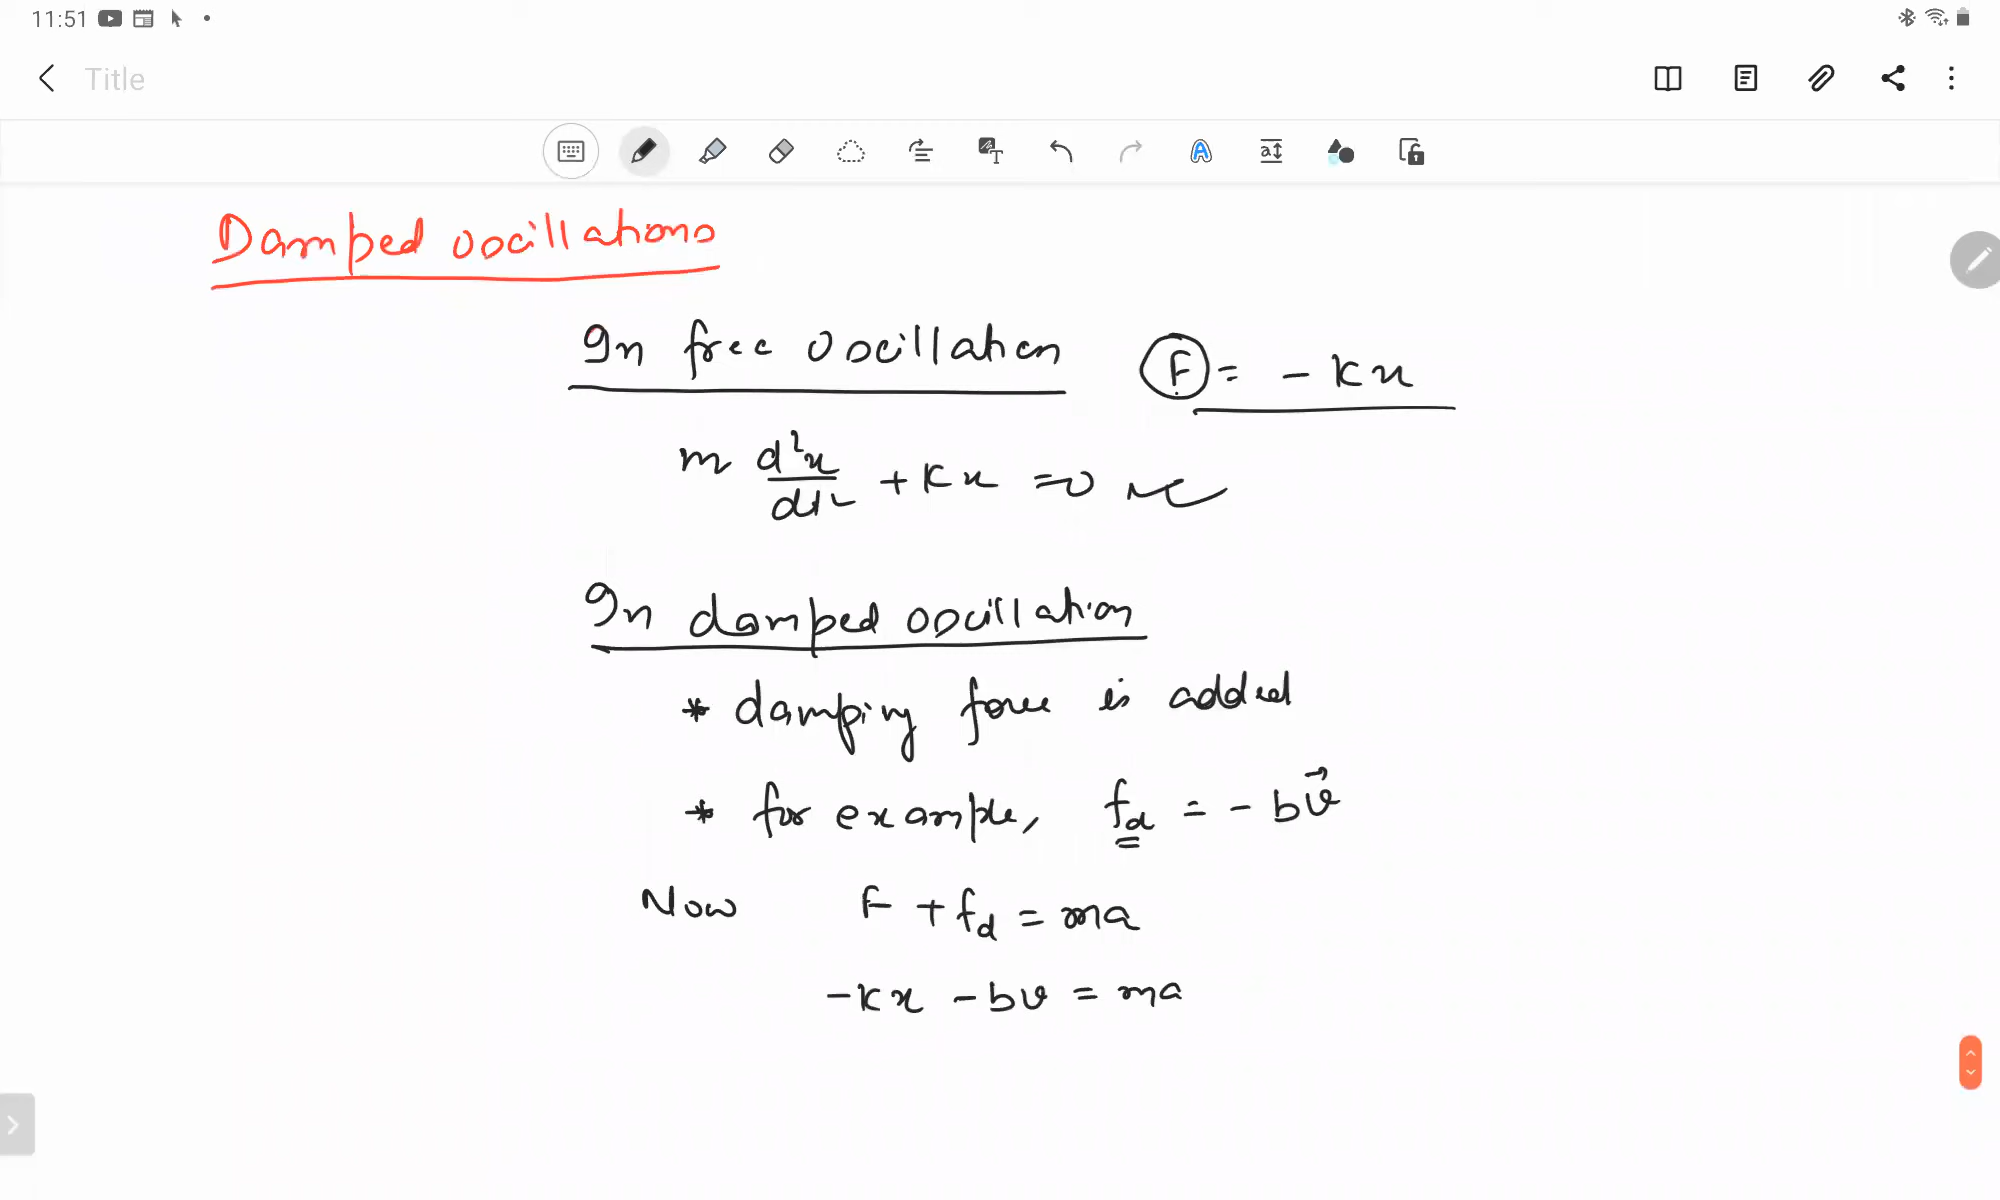 11:51
Title
Damped oscillations
In free oscillation F = - kx
m d²x/dt² + kx = 0
In damped oscillation
* damping force is added
* for example, fd = - bv⃗
Now F + fd = ma
-kx - bv = ma